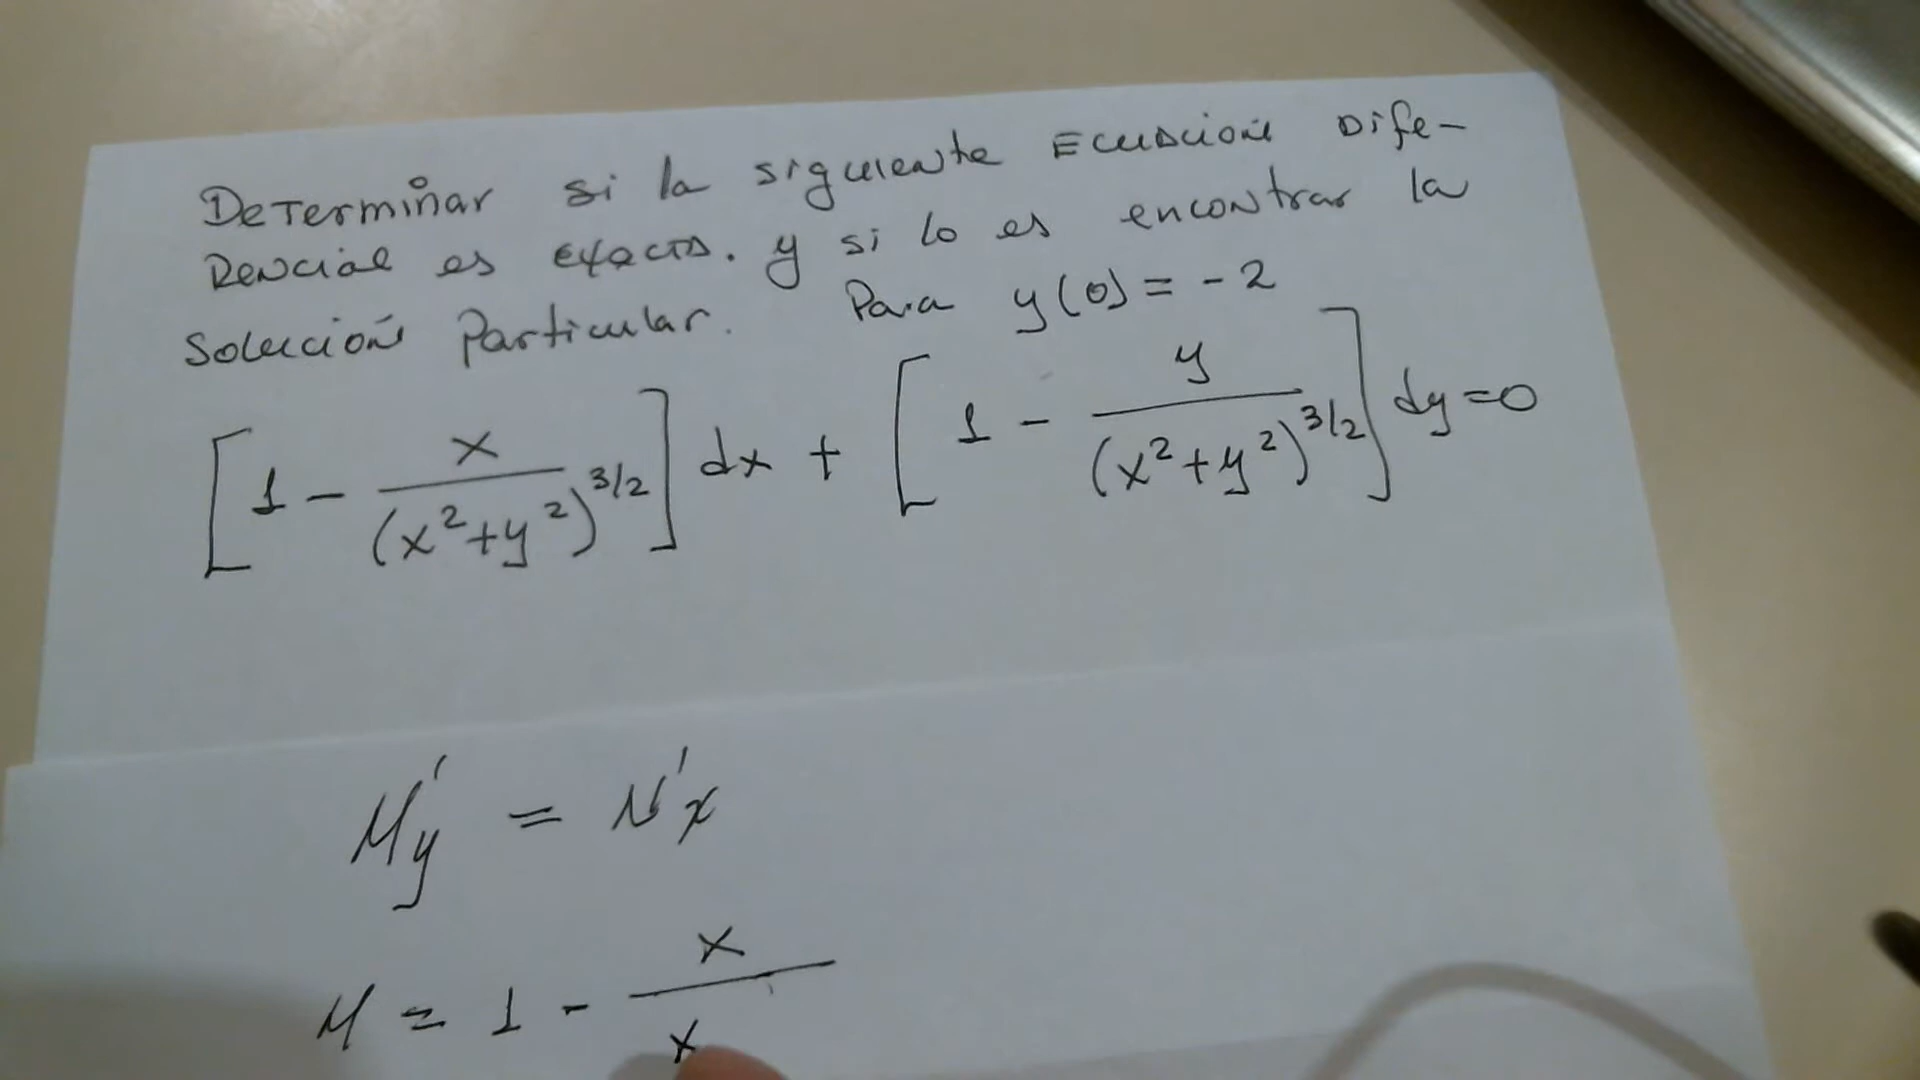 Determinar si la siguiente Ecuación Dife-
rencial es exacta. y si lo es encontrar la
solución Particular. Para y(0) = -2
[1 - x/(x²+y²)^3/2] dx + [1 - y/(x²+y²)^3/2] dy = 0
M'y = N'x
M = 1 - x/x